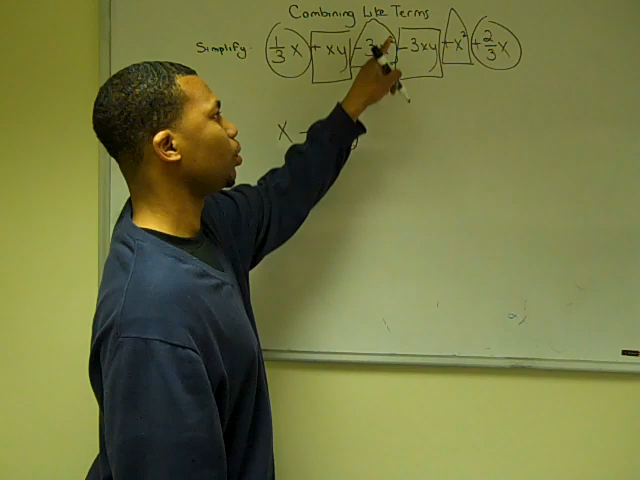 Combining Like Terms
Simplify: 1/3 x + xy - 3 - 3xy + x² + 2/3 x
x -